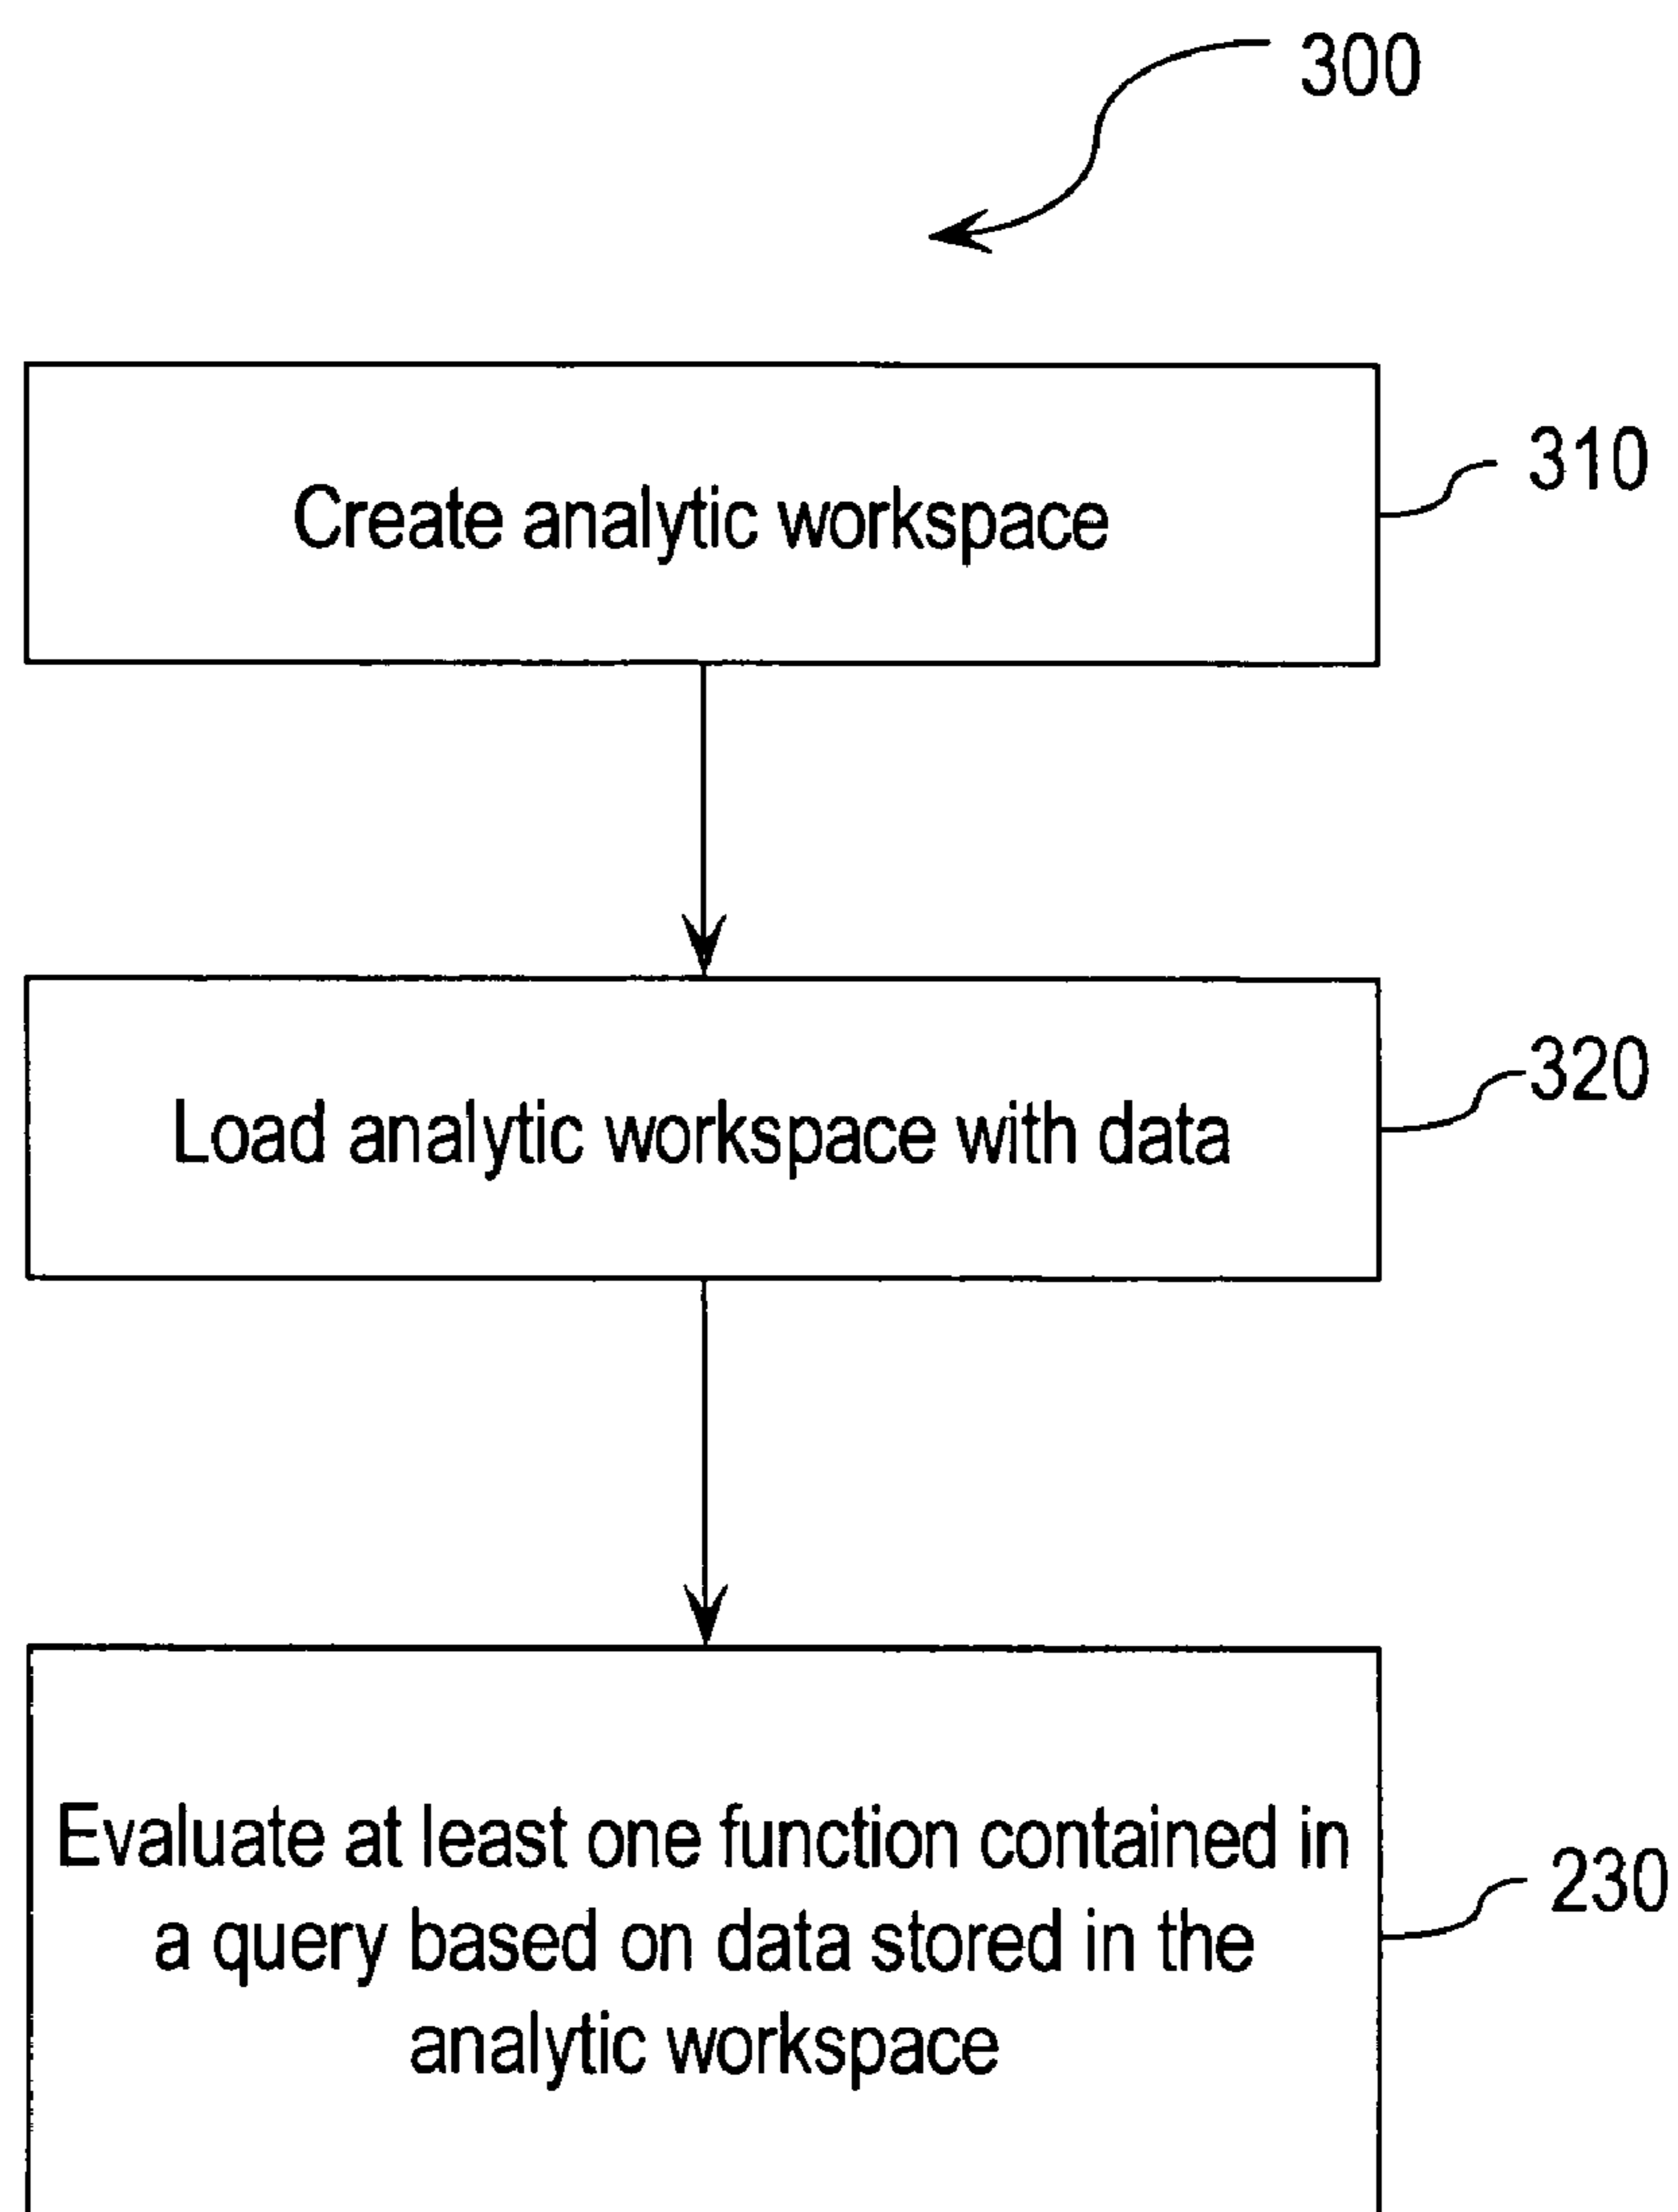 300
Create analytic workspace
310
Load analytic workspace with data
320
Evaluate at least one function contained in
a query based on data stored in the
analytic workspace
230